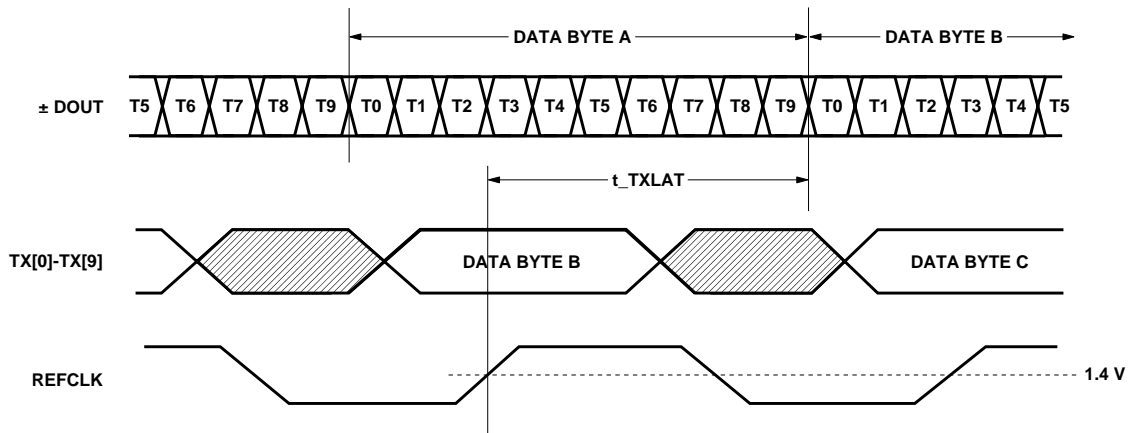 DATA BYTE A DATA BYTE B
± DOUT T5 T6 T7 T8 T9 T0 T1 T2 T3 T4 T5 T6 T7 T8 T9 T0 T1 T2 T3 T4 T5
t_TXLAT
TX[0]-TX[9] DATA BYTE B DATA BYTE C
REFCLK 1.4 V